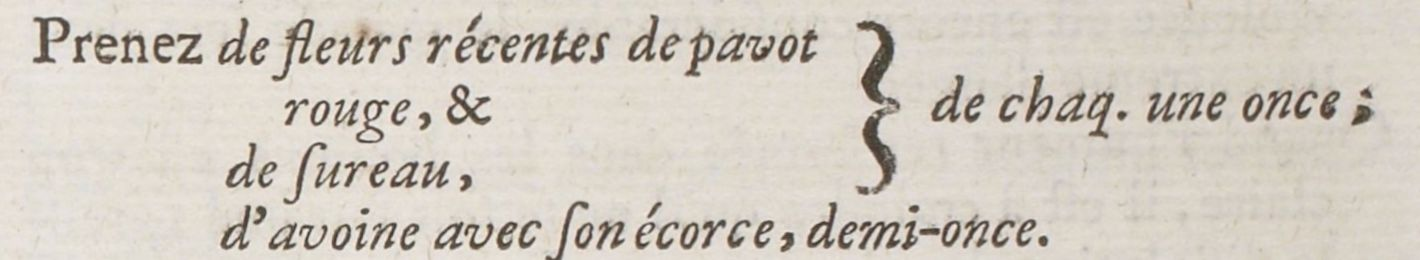 Prenez de fleurs récentes de pavot
rouge, &
de ſureau,
} de chaq. une once;
d'avoine avec ſon écorce, demi-once.